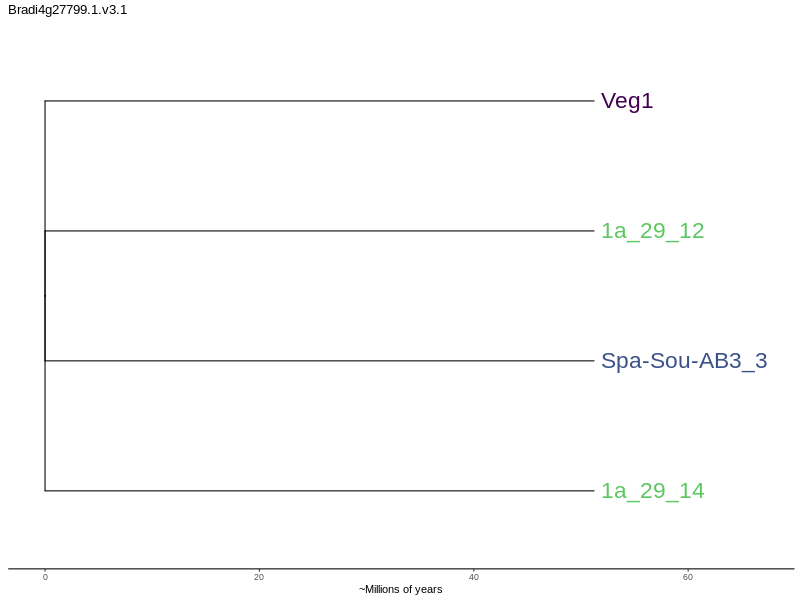 Bradi4g27799.1.v3.1
Veg1
1a_29_12
Spa-Sou-AB3_3
1a_29_14
0 20 40 60
~Millions of years